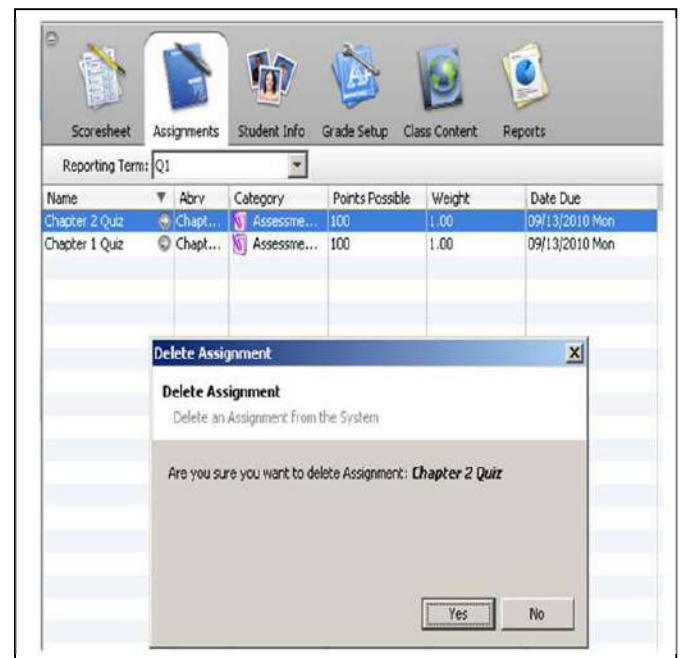 Scoresheet Assignments Student Info Grade Setup Class Content Reports
Reporting Term: Q1
Name Abrv Category Points Possible Weight Date Due
Chapter 2 Quiz Chapt... Assessme... 100 1.00 09/13/2010 Mon
Chapter 1 Quiz Chapt... Assessme... 100 1.00 09/13/2010 Mon
Delete Assignment
Delete Assignment
Delete an Assignment from the System
Are you sure you want to delete Assignment: Chapter 2 Quiz
Yes No